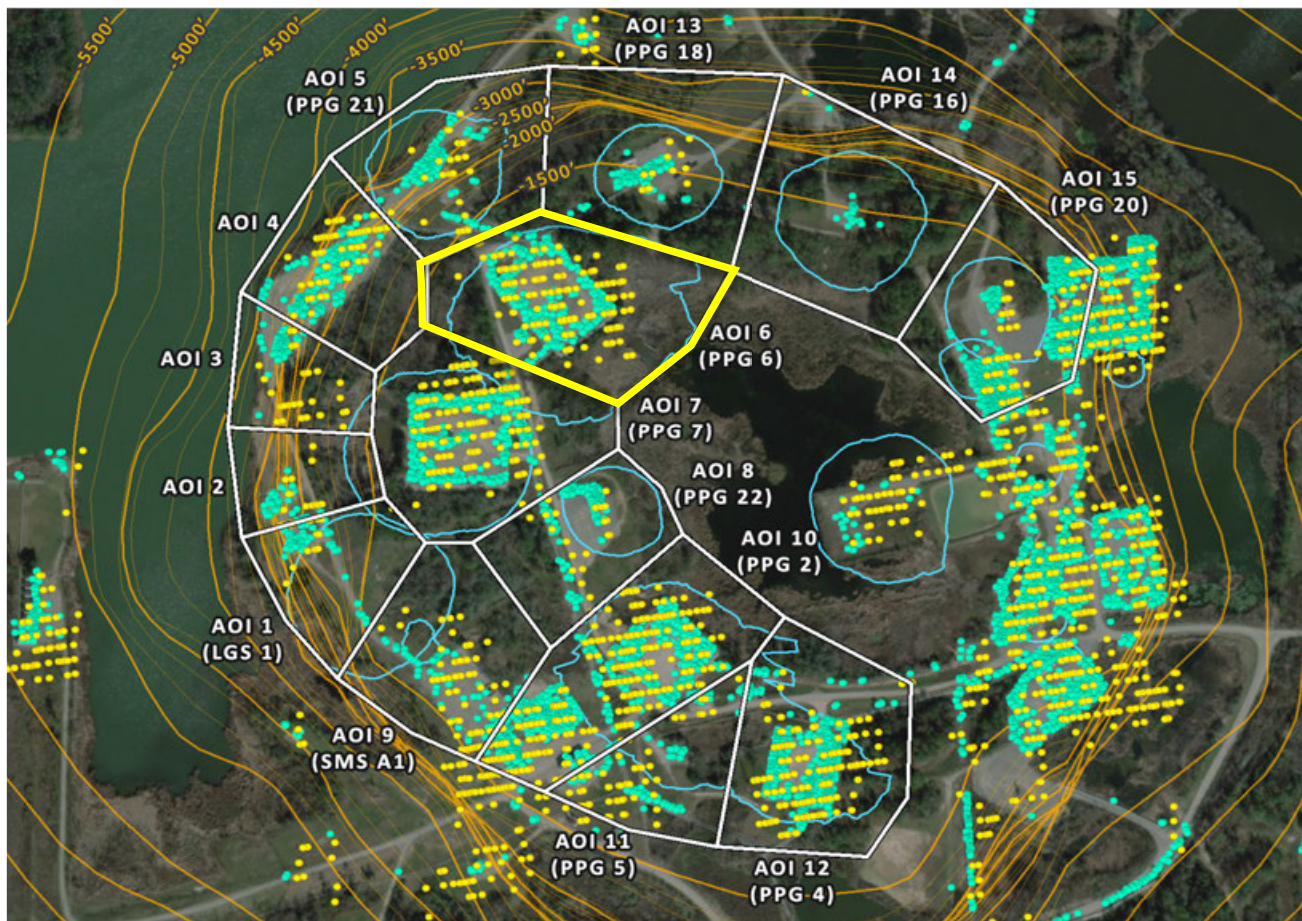 -5500'
-5000'
-4500'
-4000'
-3500'
-3000'
-2500'
-2000'
-1500'
AOI 13
(PPG 18)
AOI 14
(PPG 16)
AOI 5
(PPG 21)
AOI 15
(PPG 20)
AOI 4
AOI 6
(PPG 6)
AOI 3
AOI 7
(PPG 7)
AOI 8
(PPG 22)
AOI 2
AOI 10
(PPG 2)
AOI 1
(LGS 1)
AOI 9
(SMS A1)
AOI 11
(PPG 5)
AOI 12
(PPG 4)